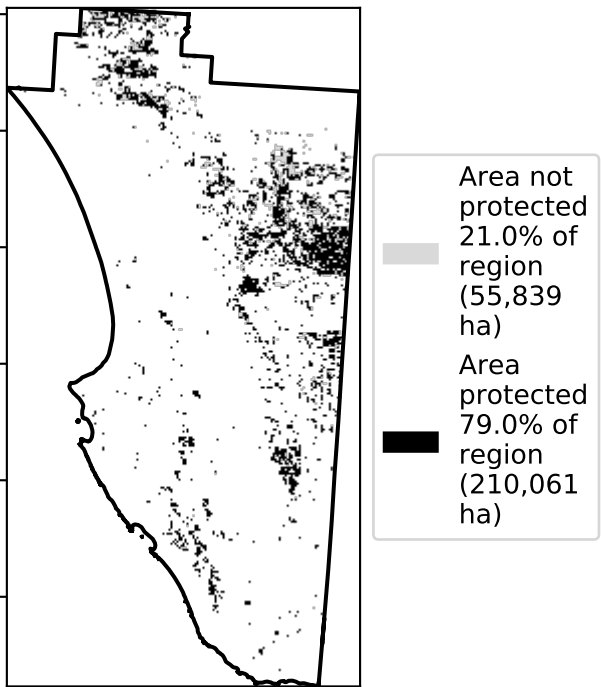 Area not
protected
21.0% of
region
(55,839
ha)
Area
protected
79.0% of
region
(210,061
ha)